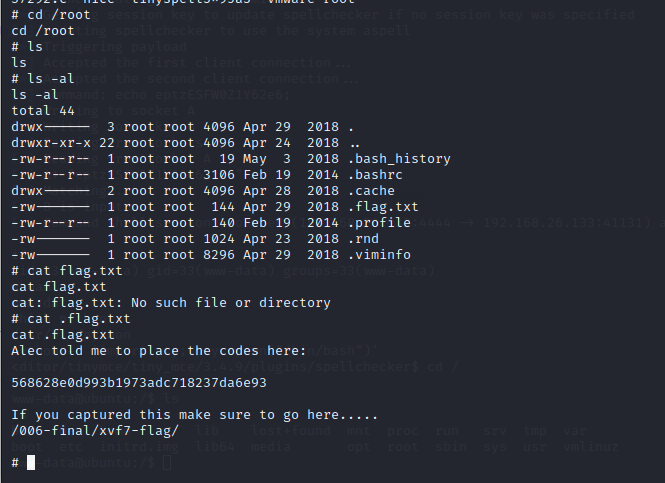 # cd /root
cd /root
# ls
ls
# ls -al
ls -al
total 44
drwx------  3 root root 4096 Apr 29  2018 .
drwxr-xr-x 22 root root 4096 Apr 24  2018 ..
-rw-r--r--  1 root root   19 May  3  2018 .bash_history
-rw-r--r--  1 root root 3106 Feb 19  2014 .bashrc
drwx------  2 root root 4096 Apr 28  2018 .cache
-rw-------  1 root root  144 Apr 29  2018 .flag.txt
-rw-r--r--  1 root root  140 Feb 19  2014 .profile
-rw-------  1 root root 1024 Apr 23  2018 .rnd
-rw-------  1 root root 8296 Apr 29  2018 .viminfo
# cat flag.txt
cat flag.txt
cat: flag.txt: No such file or directory
# cat .flag.txt
cat .flag.txt
Alec told me to place the codes here:
568628e0d993b1973adc718237da6e93
If you captured this make sure to go here.....
/006-final/xvf7-flag/
#